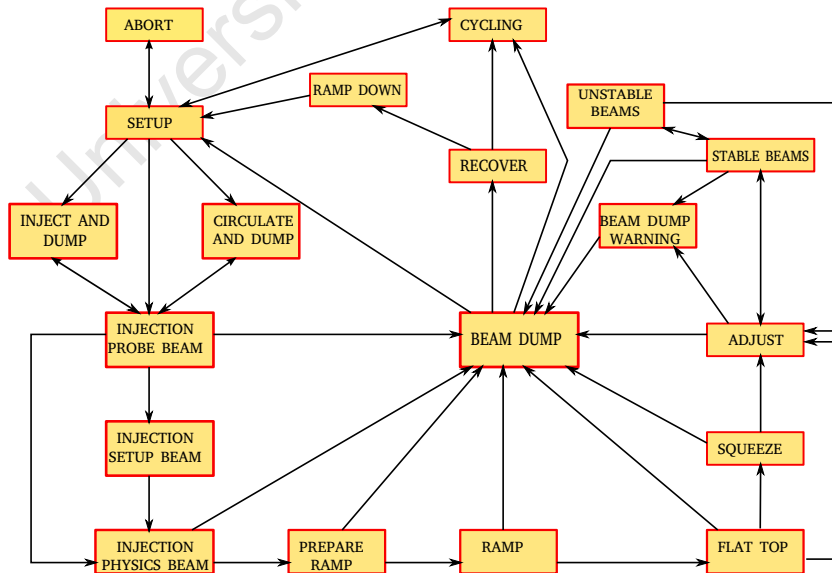 ABORT
CYCLING
RAMP DOWN
UNSTABLE
BEAMS
SETUP
STABLE BEAMS
RECOVER
INJECT AND
DUMP
CIRCULATE
AND DUMP
BEAM DUMP
WARNING
INJECTION
PROBE BEAM
BEAM DUMP
ADJUST
INJECTION
SETUP BEAM
SQUEEZE
INJECTION
PHYSICS BEAM
PREPARE
RAMP
RAMP
FLAT TOP